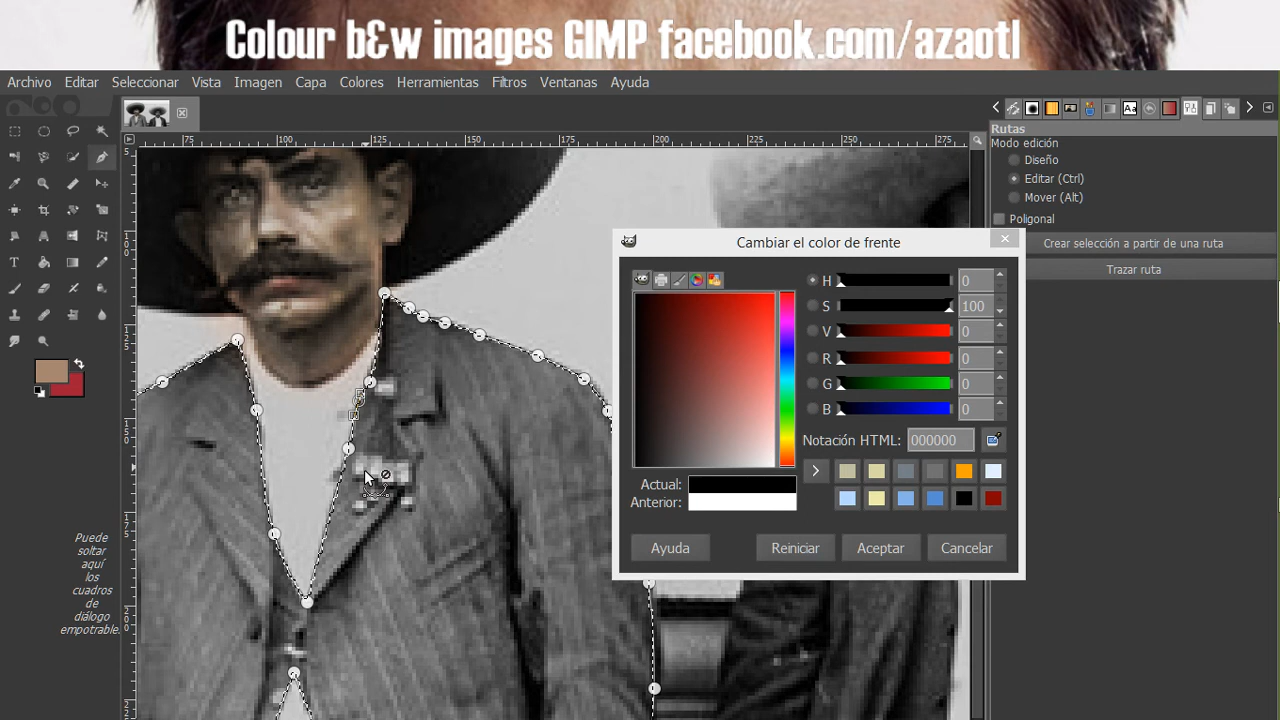 Colour b&w images GIMP facebook.com/azaotl
Archivo Editar Seleccionar Vista Imagen Capa Colores Herramientas Filtros Ventanas Ayuda
75 100 125 150 175 200 225 250 275
Rutas
Modo edición
Diseño
Editar (Ctrl)
Mover (Alt)
Poligonal
Crear selección a partir de una ruta
Trazar ruta
Cambiar el color de frente
H 0
S 100
V 0
R 0
G 0
B 0
Notación HTML: 000000
Actual:
Anterior:
Ayuda Reiniciar Aceptar Cancelar
Puede
soltar
aquí
los
cuadros
de
diálogo
empotrable.